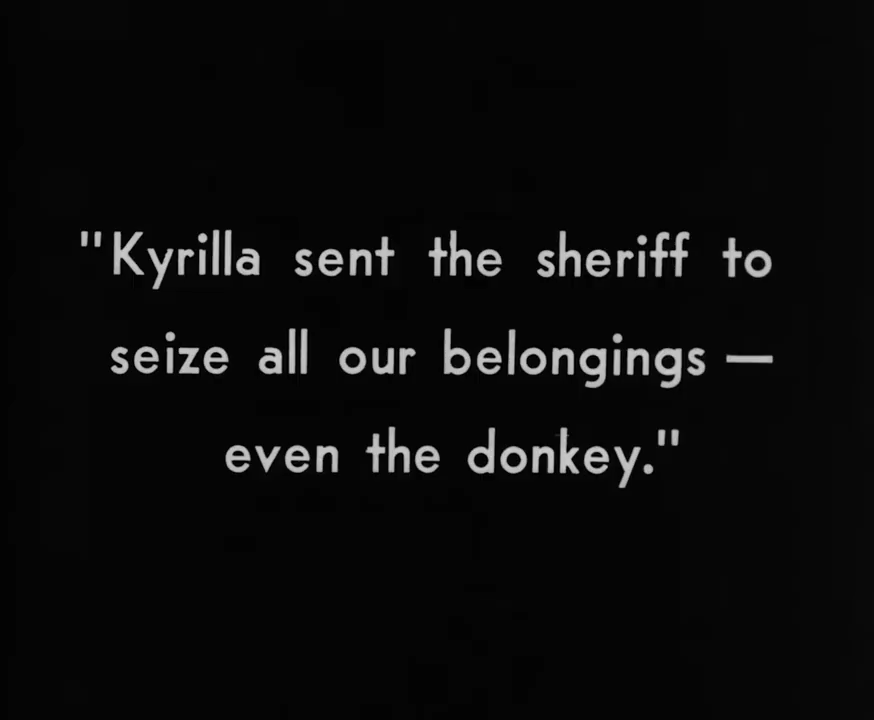 "Kyrilla sent the sheriff to
seize all our belongings —
even the donkey."